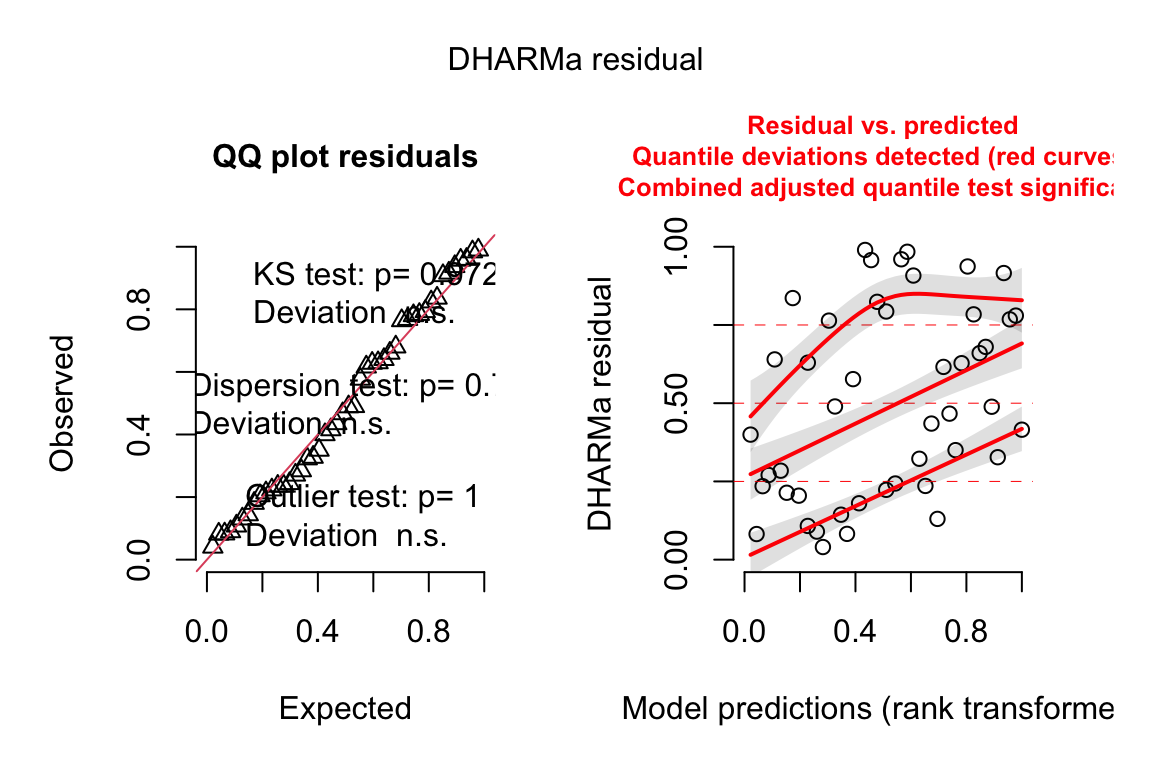 DHARMa residual
QQ plot residuals
KS test: p= 0.972
Deviation n.s.
Dispersion test: p= 0.
Deviation n.s.
Outlier test: p= 1
Deviation n.s.
Observed
0.0 0.4 0.8
0.0 0.4 0.8
Expected
Residual vs. predicted
Quantile deviations detected (red curves
Combined adjusted quantile test significa
DHARMa residual
0.00 0.50 1.00
0.0 0.4 0.8
Model predictions (rank transforme